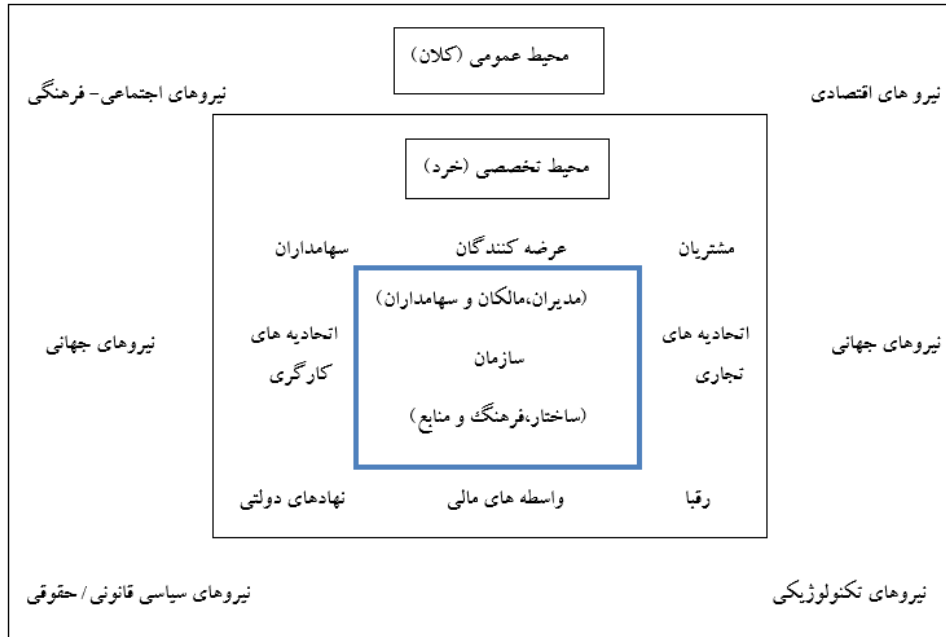 محیط عمومی (کلان)
نیرو های اقتصادی
نیروهای اجتماعی- فرهنگی
محیط تخصصی (خرد)
مشتریان
عرضه کنندگان
سهامداران
(مدیران،مالکان و سهامداران)
اتحادیه های
تجاری
سازمان
اتحادیه های
کارگری
نیروهای جهانی
نیروهای جهانی
(ساختار،فرهنگ و منابع)
رقبا
واسطه های مالی
نهادهای دولتی
نیروهای تکنولوژیکی
نیروهای سیاسی قانونی/ حقوقی